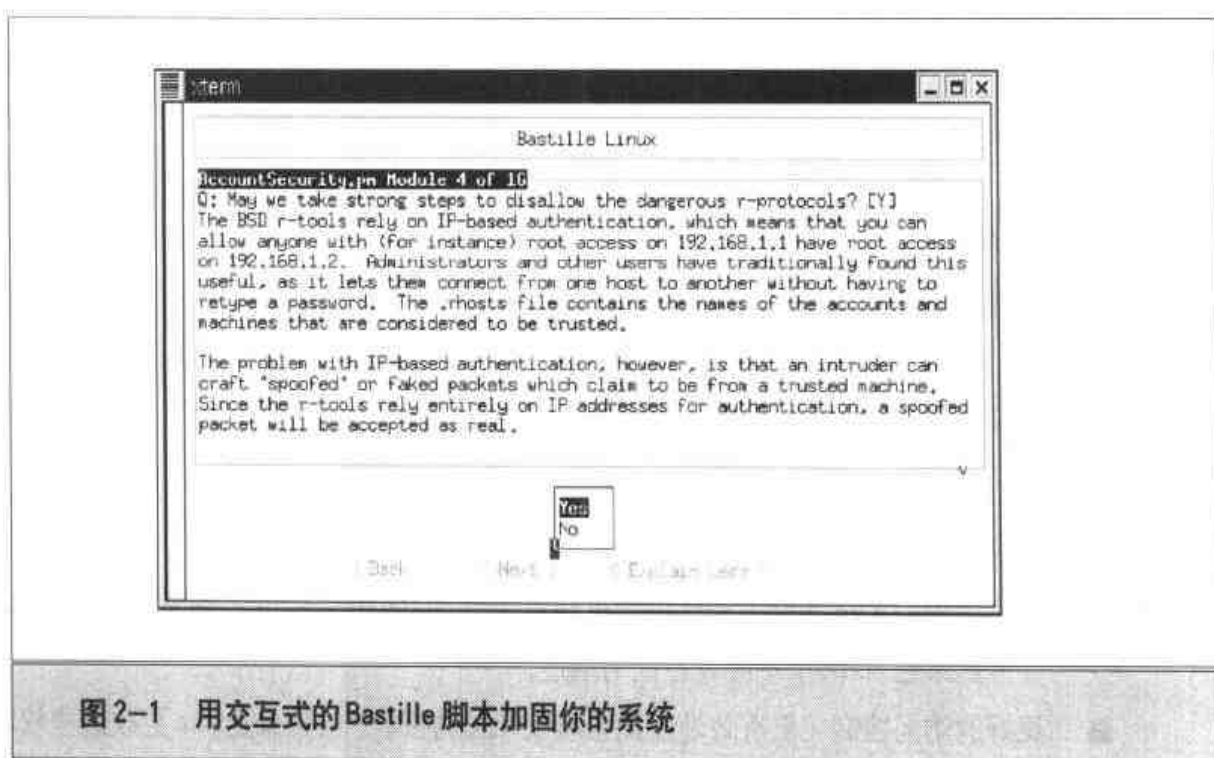 xterm
Bastille Linux
AccountSecurity.pm Module 4 of 16
Q: May we take strong steps to disallow the dangerous r-protocols? [Y]
The BSD r-tools rely on IP-based authentication, which means that you can
allow anyone with (for instance) root access on 192.168.1.1 have root access
on 192.168.1.2.  Administrators and other users have traditionally found this
useful, as it lets them connect from one host to another without having to
retype a password.  The .rhosts file contains the names of the accounts and
machines that are considered to be trusted.
The problem with IP-based authentication, however, is that an intruder can
craft "spoofed" or faked packets which claim to be from a trusted machine.
Since the r-tools rely entirely on IP addresses for authentication, a spoofed
packet will be accepted as real.
v
Yes
No
Back Next Explain Less
图 2-1 用交互式的 Bastille 脚本加固你的系统